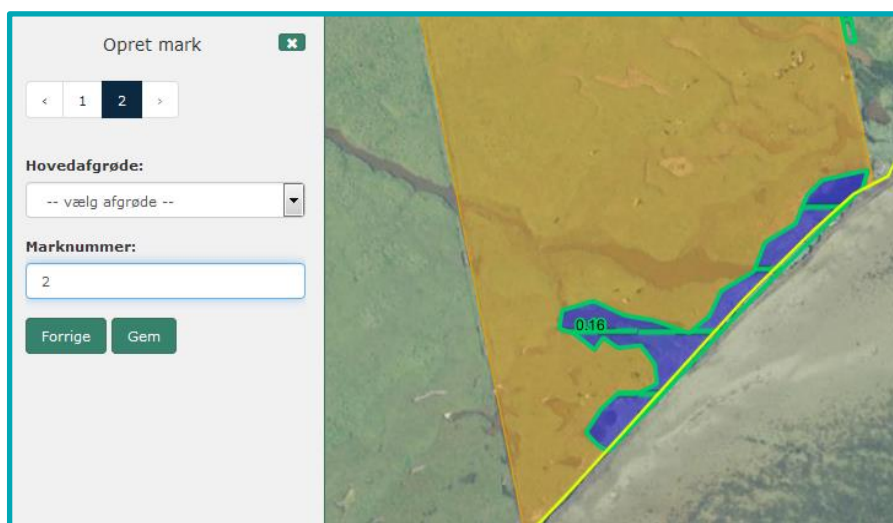 Opret mark
1 2
Hovedafgrøde:
-- vælg afgrøde --
Marknummer:
2
Forrige Gem
0.16